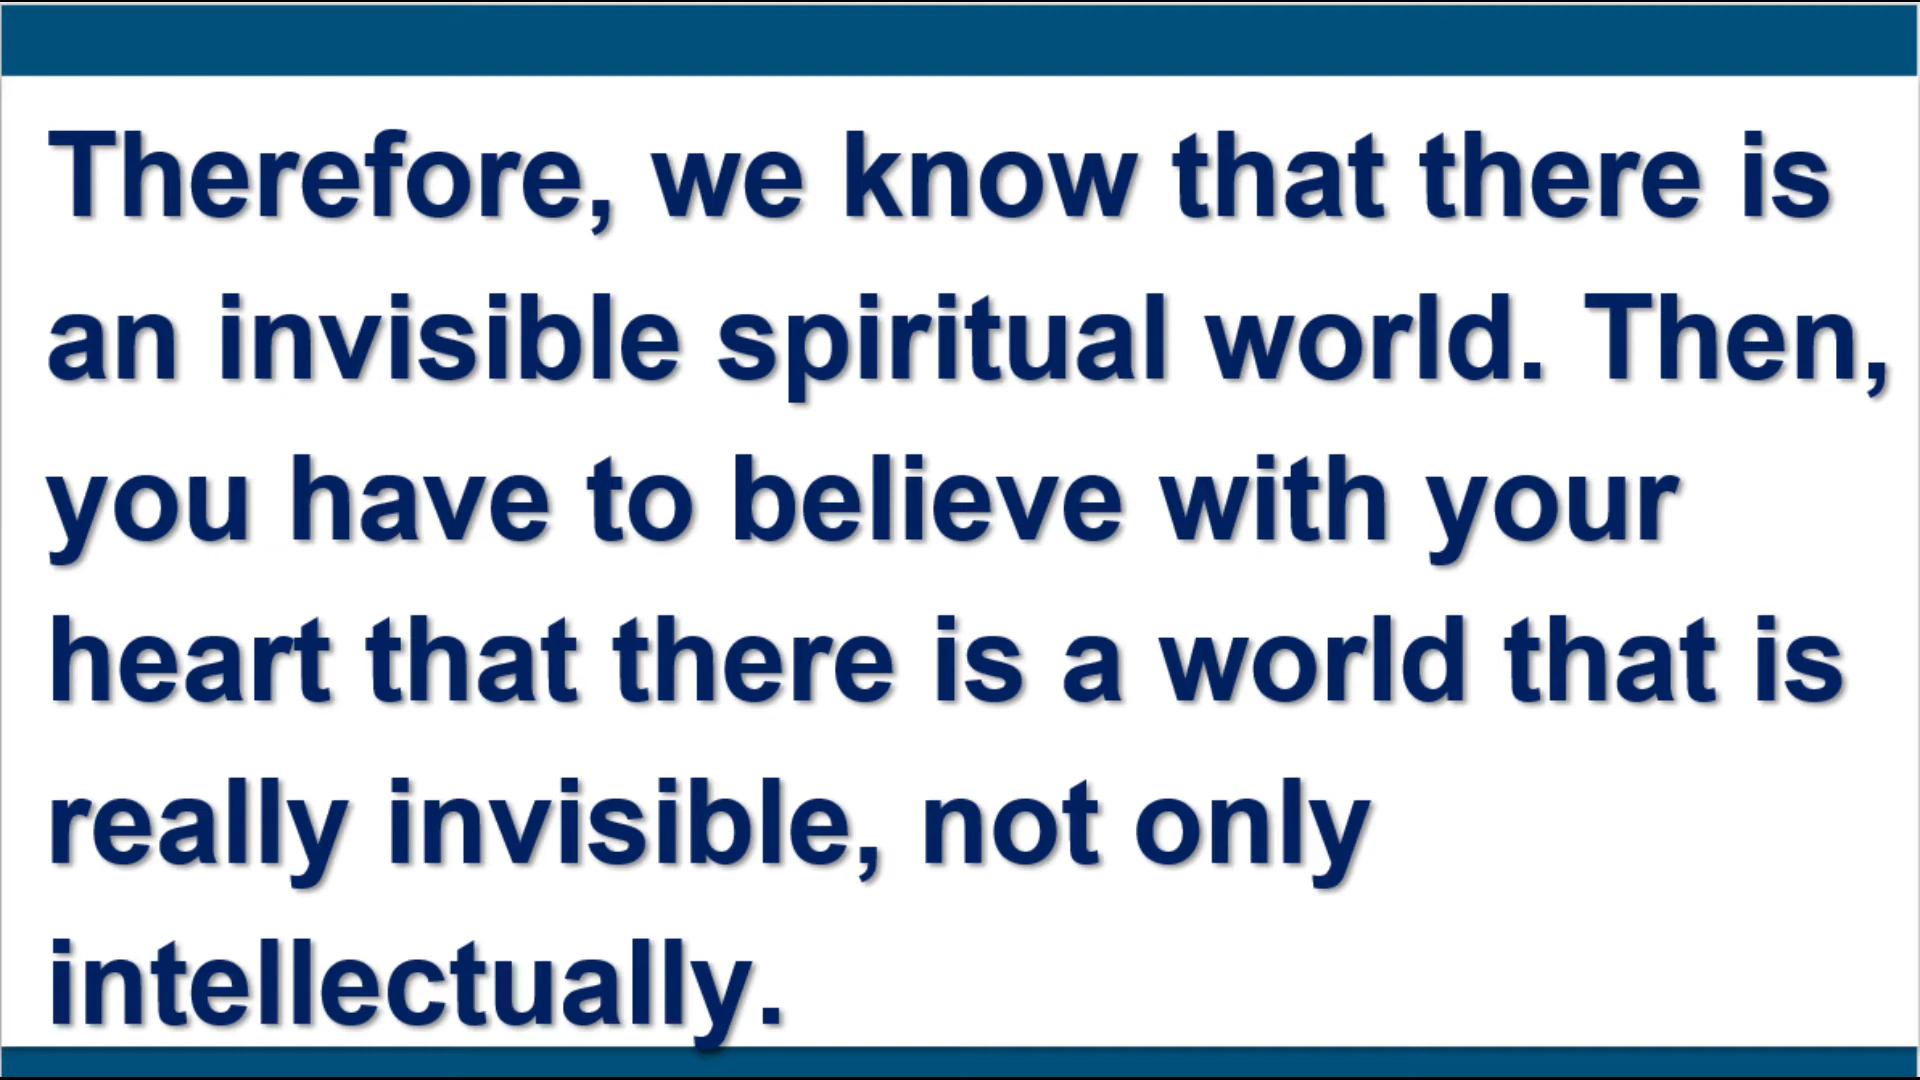 Therefore, we know that there is
an invisible spiritual world. Then,
you have to believe with your
heart that there is a world that is
really invisible, not only
intellectually.